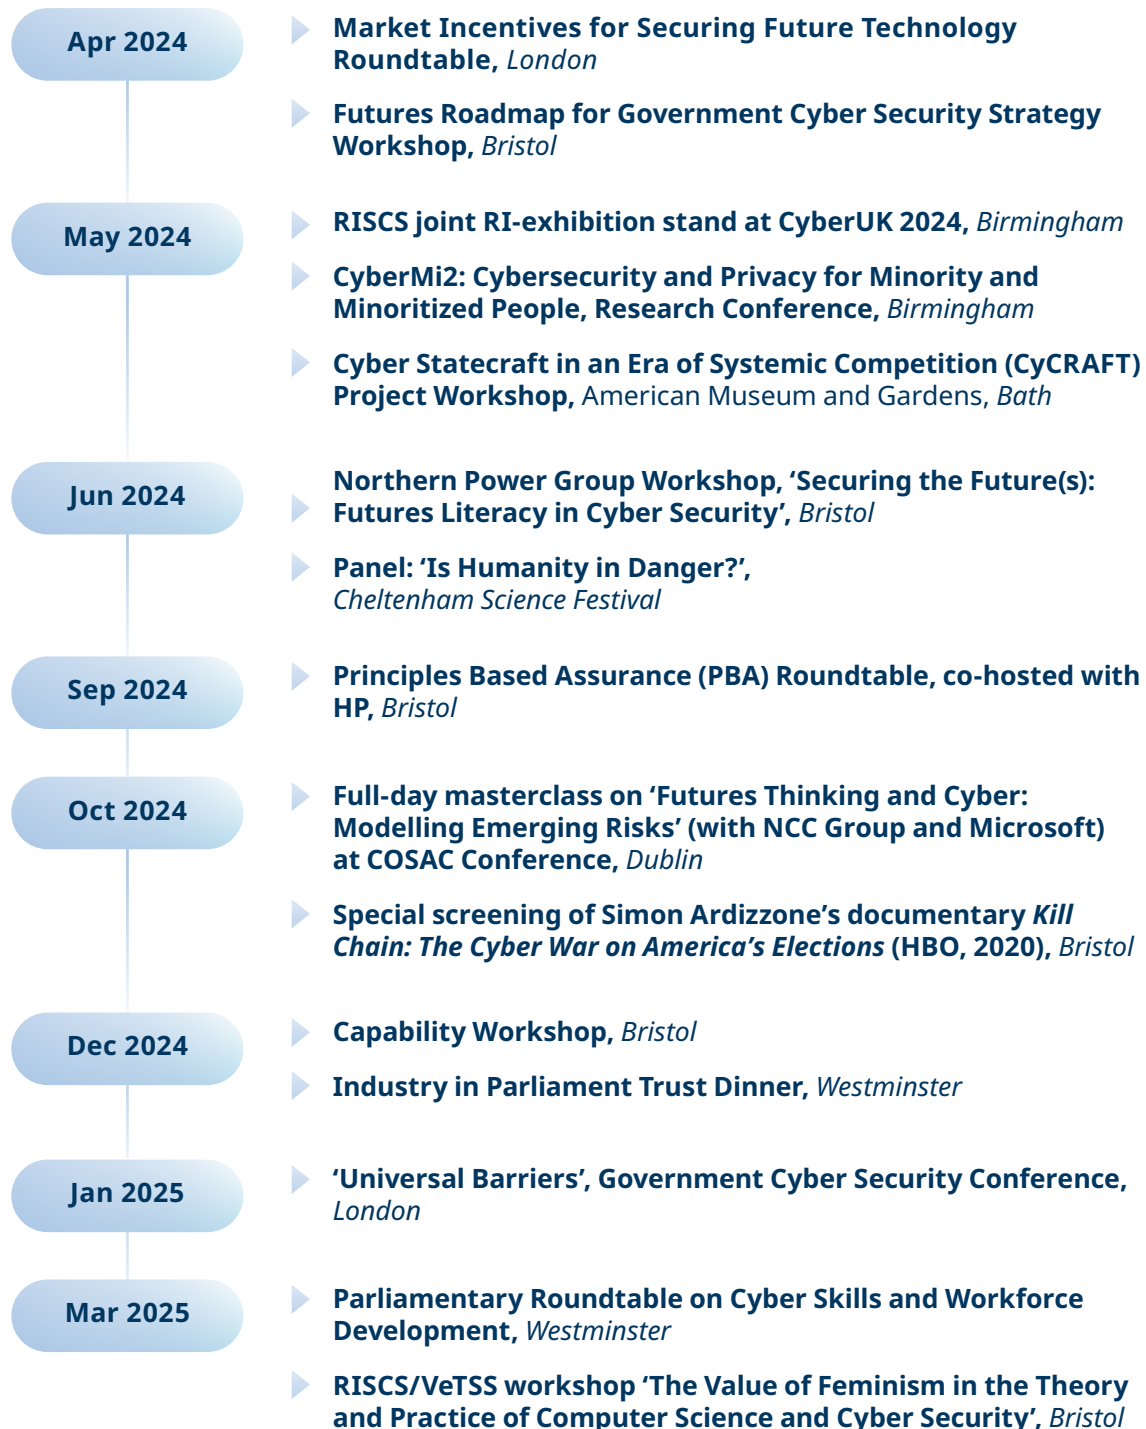 Apr 2024
Market Incentives for Securing Future Technology
Roundtable, London
Futures Roadmap for Government Cyber Security Strategy
Workshop, Bristol
May 2024
RISCS joint RI-exhibition stand at CyberUK 2024, Birmingham
CyberMi2: Cybersecurity and Privacy for Minority and
Minoritized People, Research Conference, Birmingham
Cyber Statecraft in an Era of Systemic Competition (CyCRAFT)
Project Workshop, American Museum and Gardens, Bath
Jun 2024
Northern Power Group Workshop, ‘Securing the Future(s):
Futures Literacy in Cyber Security’, Bristol
Panel: ‘Is Humanity in Danger?’,
Cheltenham Science Festival
Sep 2024
Principles Based Assurance (PBA) Roundtable, co-hosted with
HP, Bristol
Oct 2024
Full-day masterclass on ‘Futures Thinking and Cyber:
Modelling Emerging Risks’ (with NCC Group and Microsoft)
at COSAC Conference, Dublin
Special screening of Simon Ardizzone’s documentary Kill
Chain: The Cyber War on America’s Elections (HBO, 2020), Bristol
Dec 2024
Capability Workshop, Bristol
Industry in Parliament Trust Dinner, Westminster
Jan 2025
‘Universal Barriers’, Government Cyber Security Conference,
London
Mar 2025
Parliamentary Roundtable on Cyber Skills and Workforce
Development, Westminster
RISCS/VeTSS workshop ‘The Value of Feminism in the Theory
and Practice of Computer Science and Cyber Security’, Bristol